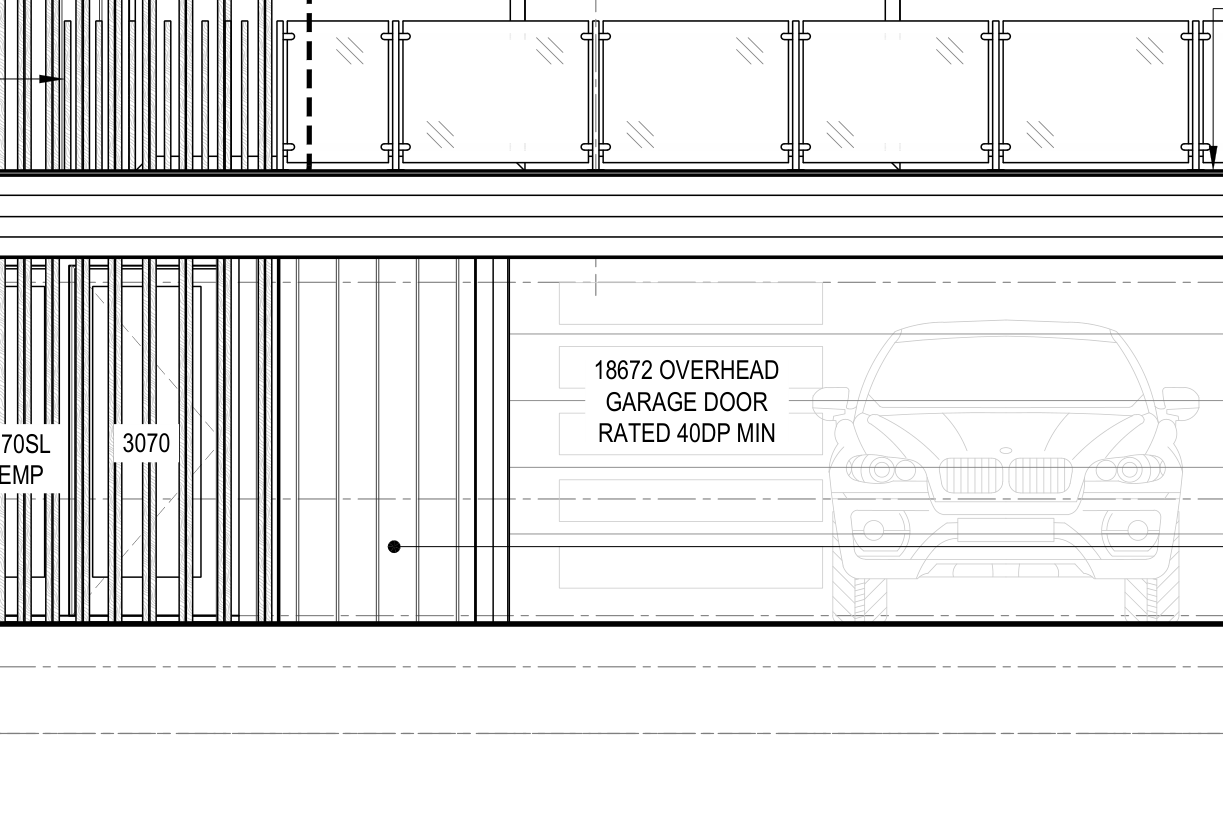 18672 OVERHEAD
GARAGE DOOR
RATED 40DP MIN
3070
70SL
EMP